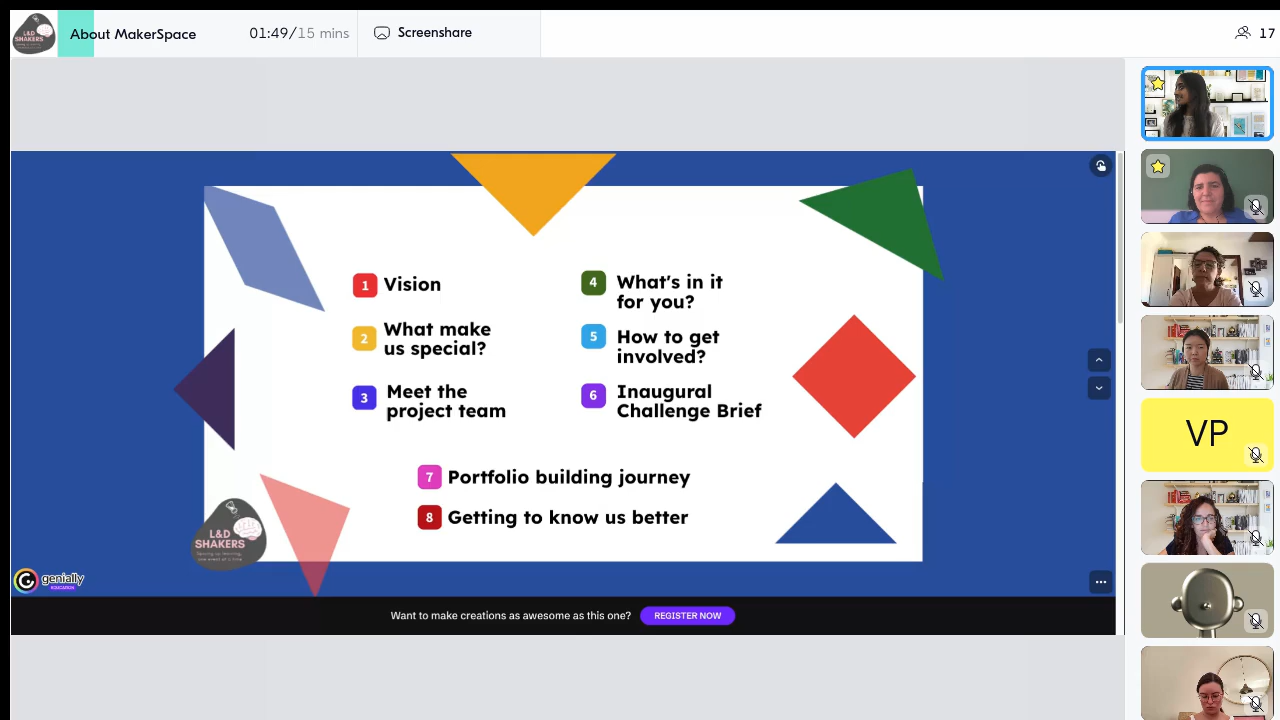 L&D
SHAKERS
About MakerSpace
01:49/15 mins
Screenshare
17
1 Vision
2 What make
us special?
3 Meet the
project team
4 What's in it
for you?
5 How to get
involved?
6 Inaugural
Challenge Brief
7 Portfolio building journey
8 Getting to know us better
L&D
SHAKERS
genially
EDUCATION
Want to make creations as awesome as this one? REGISTER NOW
VP